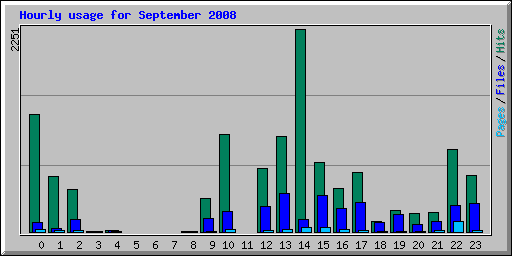 Hourly usage for September 2008
2251
Pages/Files/Hits
0 1 2 3 4 5 6 7 8 9 10 11 12 13 14 15 16 17 18 19 20 21 22 23